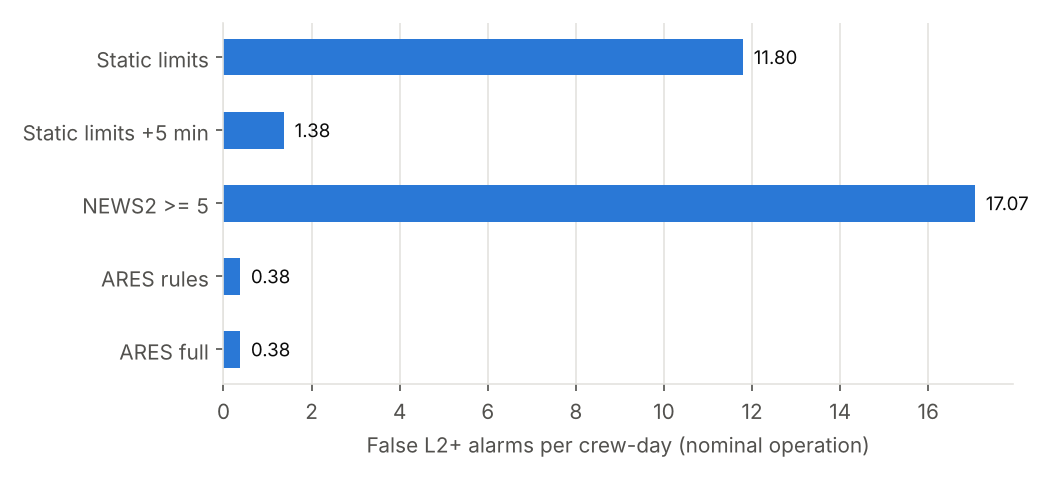 Static limits
11.80
Static limits +5 min
1.38
NEWS2 >= 5
17.07
ARES rules
0.38
ARES full
0.38
0 2 4 6 8 10 12 14 16
False L2+ alarms per crew-day (nominal operation)